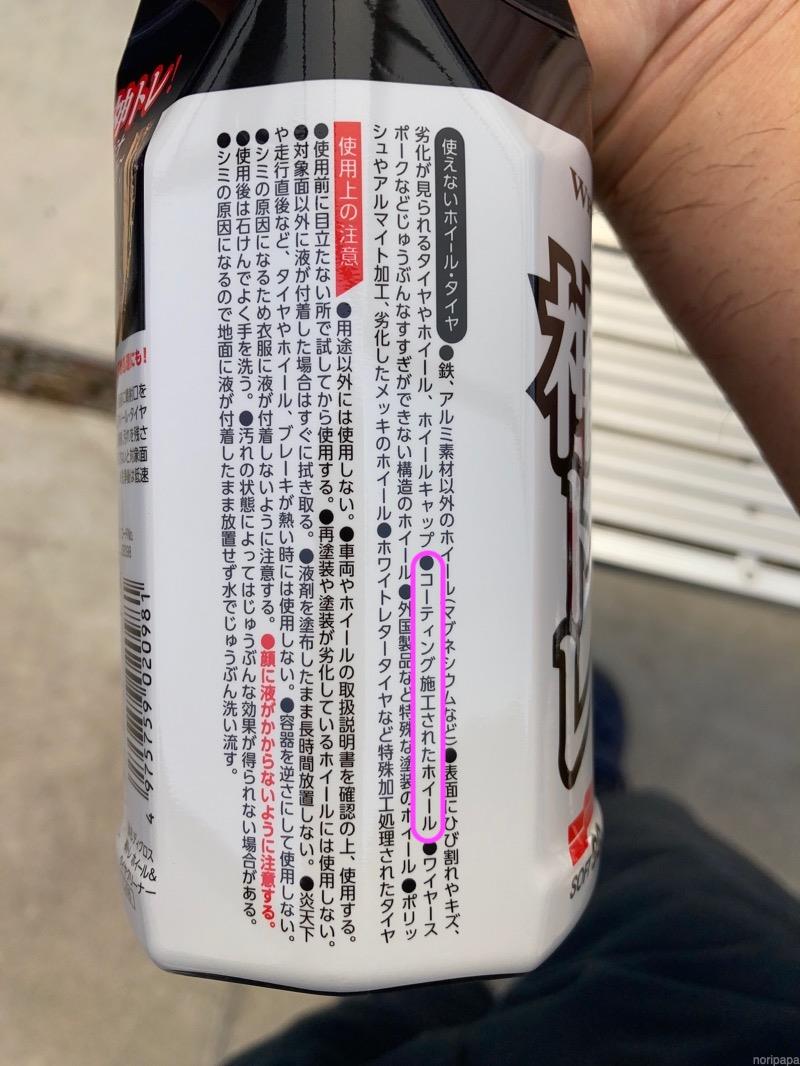 使えないホイール・タイヤ
●鉄、アルミ素材以外のホイール(マグネシウムなど)●表面にひび割れやキズ、
劣化が見られるタイヤやホイール、ホイールキャップ●コーティング施工されたホイール●ワイヤース
ポークなどじゅうぶんなすすぎができない構造のホイール●外国製品など特殊な塗装のホイール●ポリッ
シュやアルマイト加工、劣化したメッキのホイール●ホワイトレタータイヤなど特殊加工処理されたタイヤ
使用上の注意
●用途以外には使用しない。●車両やホイールの取扱説明書を確認の上、使用する。
●使用前に目立たない所で試してから使用する。●再塗装や塗装が劣化しているホイールには使用しない。
●対象面以外に液が付着した場合はすぐに拭き取る。●液剤を塗布したまま長時間放置しない。●炎天下
や走行直後など、タイヤやホイール、ブレーキが熱い時には使用しない。●容器を逆さにして使用しない。
●シミの原因になるため衣服に液が付着しないように注意する。●顔に液がかからないように注意する。
●使用後は石けんでよく手を洗う。●汚れの状態によってはじゅうぶんな効果が得られない場合がある。
●シミの原因になるので地面に液が付着したまま放置せず水でじゅうぶん洗い流す。
4 975759 020981
noripapa